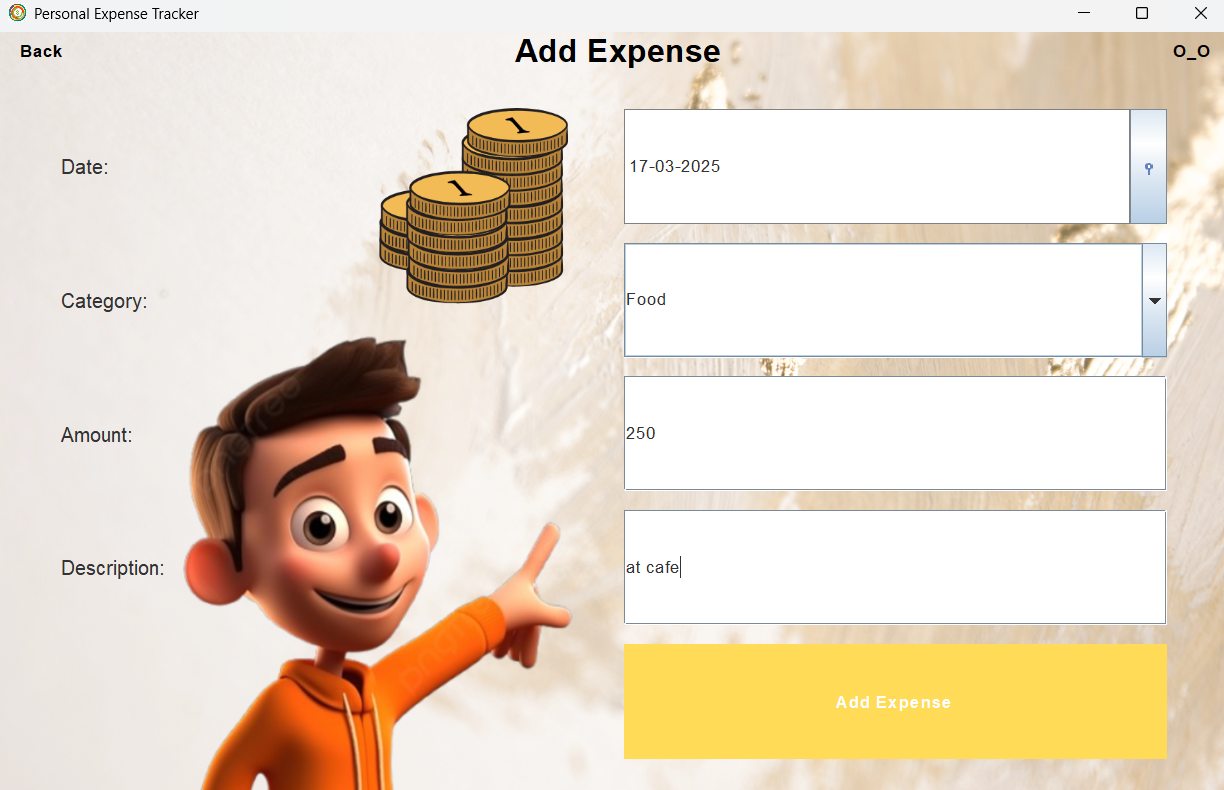 Personal Expense Tracker
Back
Add Expense
O_O
Date:
17-03-2025
Category:
Food
Amount:
250
Description:
at cafe
Add Expense